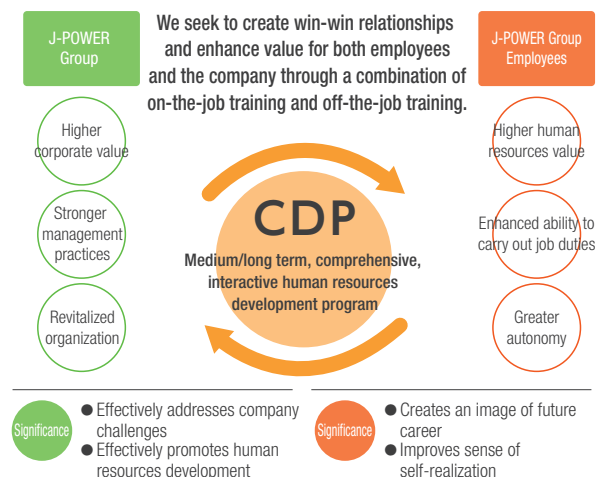 J-POWER
Group
We seek to create win-win relationships
and enhance value for both employees
and the company through a combination of
on-the-job training and off-the-job training.
J-POWER Group
Employees
Higher
corporate value
Stronger
management
practices
Revitalized
organization
CDP
Medium/long term, comprehensive,
interactive human resources
development program
Higher human
resources value
Enhanced ability to
carry out job duties
Greater
autonomy
Significance
● Effectively addresses company
challenges
● Effectively promotes human
resources development
Significance
● Creates an image of future
career
● Improves sense of
self-realization